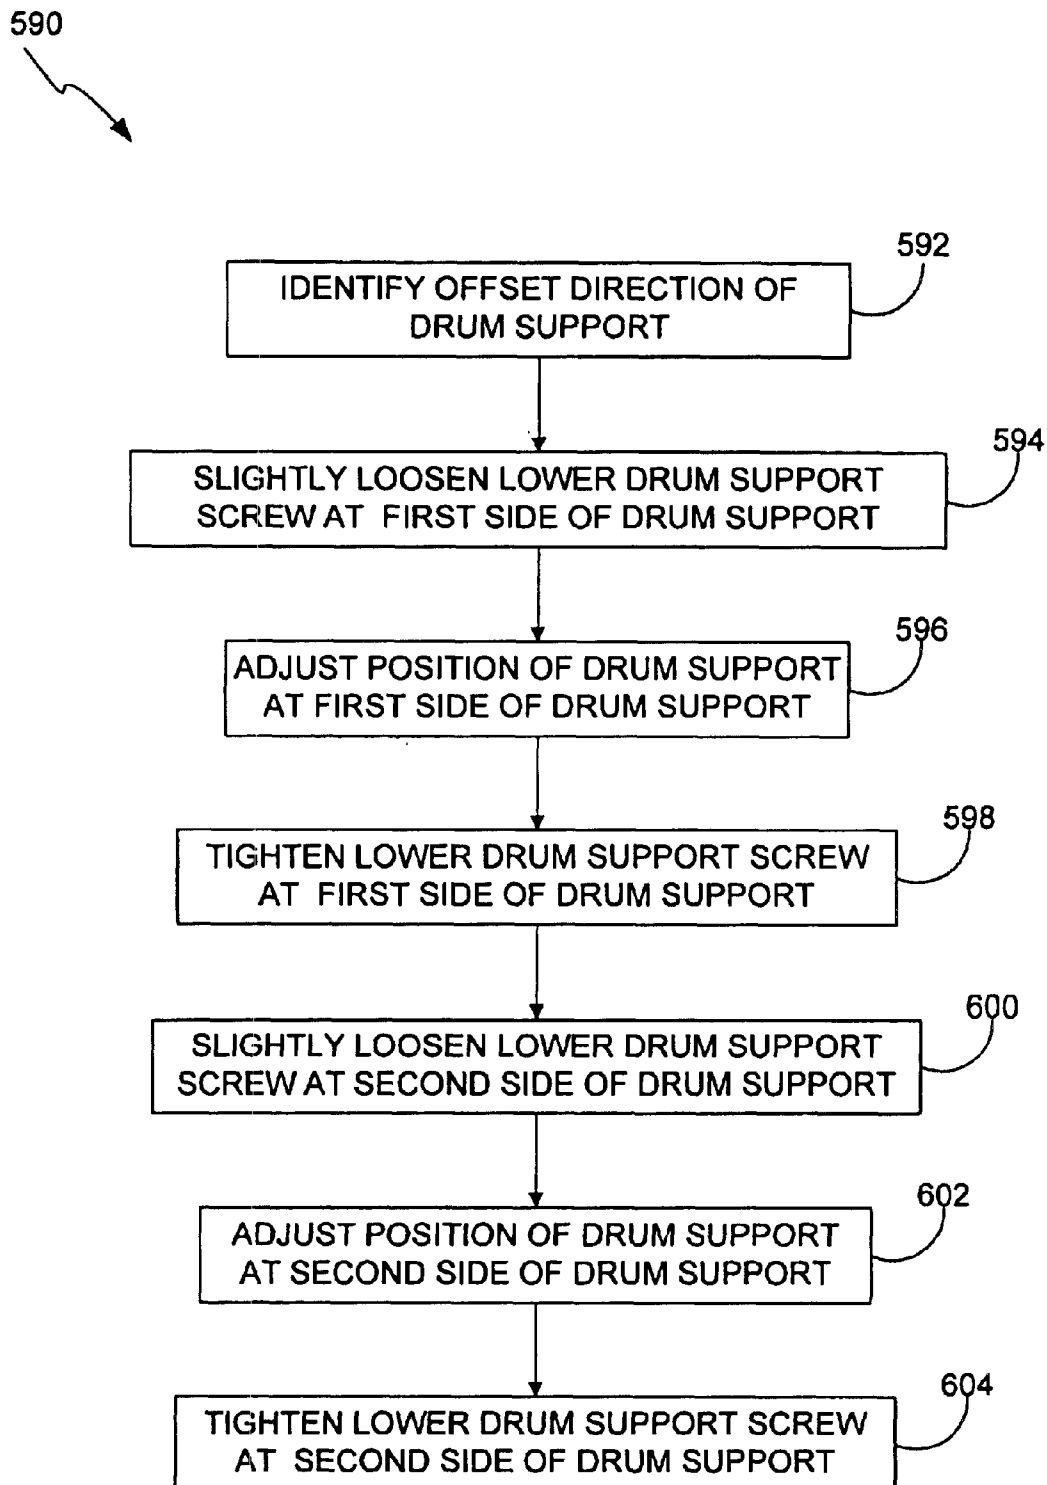 590
592
IDENTIFY OFFSET DIRECTION OF
DRUM SUPPORT
594
SLIGHTLY LOOSEN LOWER DRUM SUPPORT
SCREW AT FIRST SIDE OF DRUM SUPPORT
596
ADJUST POSITION OF DRUM SUPPORT
AT FIRST SIDE OF DRUM SUPPORT
598
TIGHTEN LOWER DRUM SUPPORT SCREW
AT FIRST SIDE OF DRUM SUPPORT
600
SLIGHTLY LOOSEN LOWER DRUM SUPPORT
SCREW AT SECOND SIDE OF DRUM SUPPORT
602
ADJUST POSITION OF DRUM SUPPORT
AT SECOND SIDE OF DRUM SUPPORT
604
TIGHTEN LOWER DRUM SUPPORT SCREW
AT SECOND SIDE OF DRUM SUPPORT